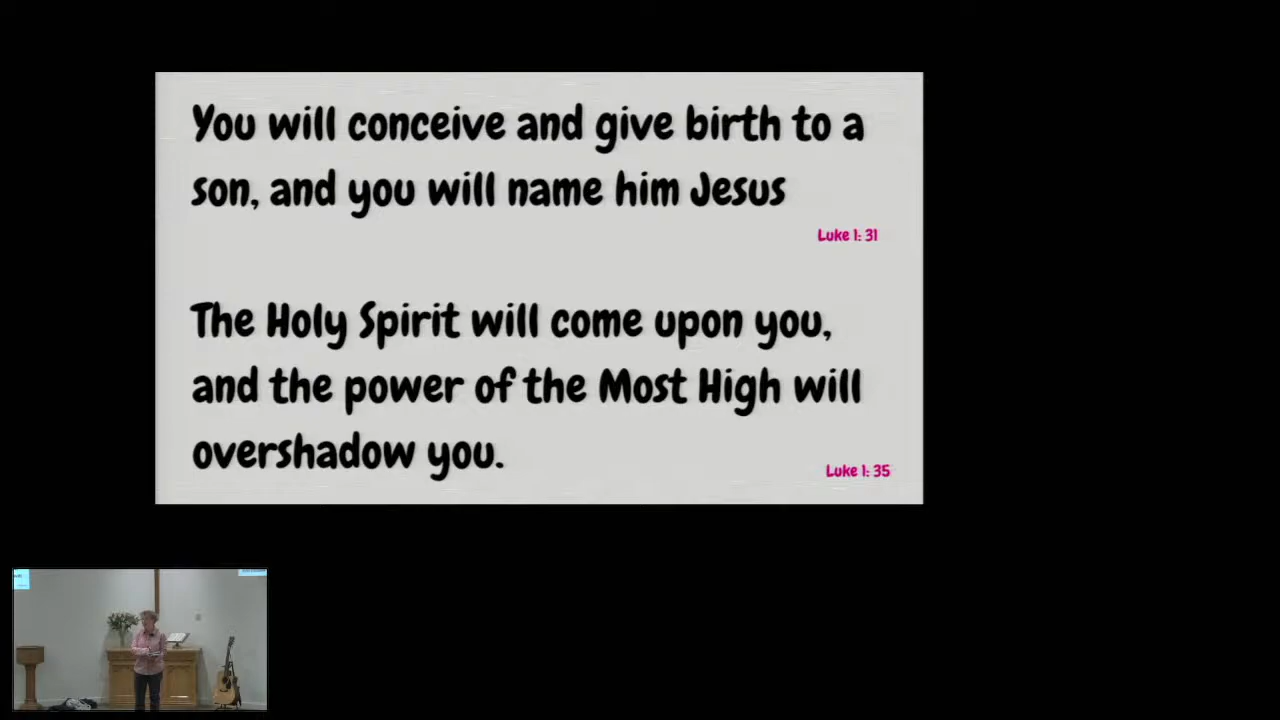 You will conceive and give birth to a
son, and you will name him Jesus
Luke 1: 31
The Holy Spirit will come upon you,
and the power of the Most High will
overshadow you.
Luke 1: 35